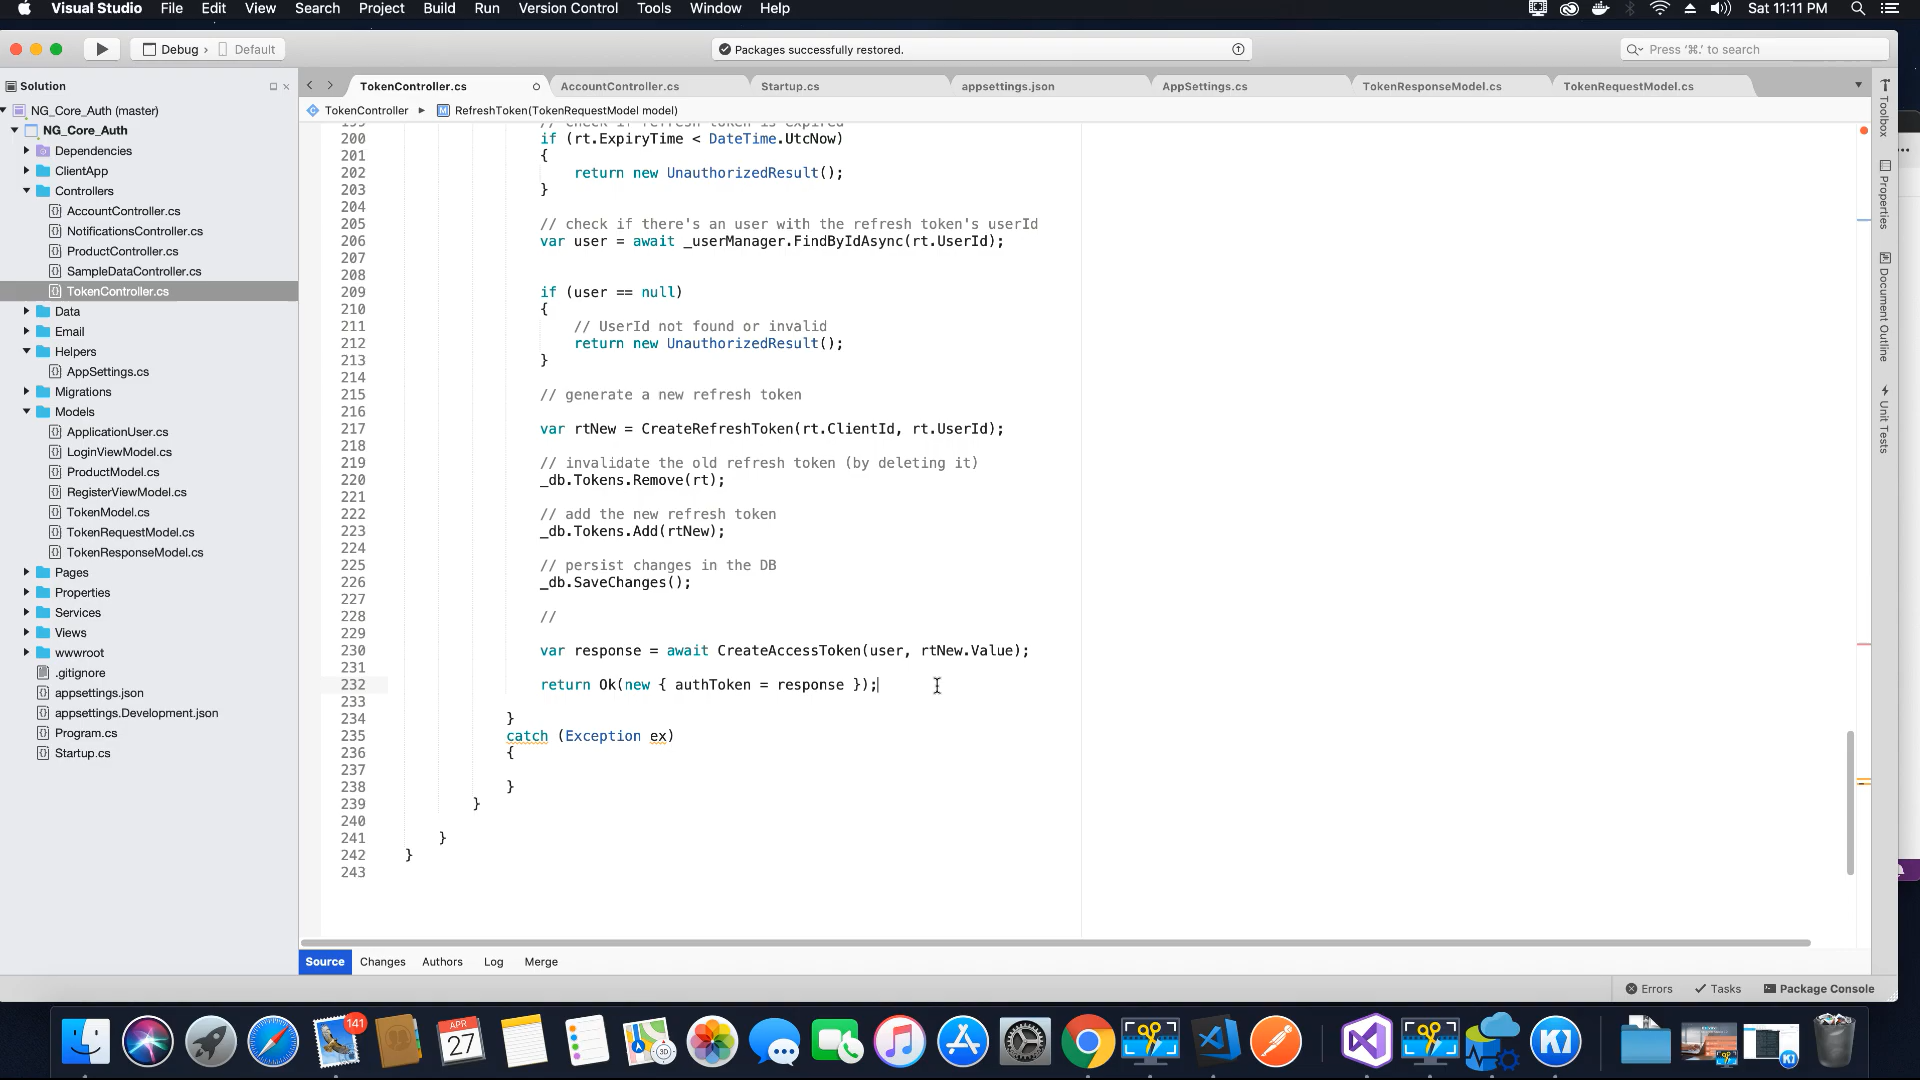 Visual Studio File Edit View Search Project Build Run Version Control Tools Window Help Sat 11:11 PM
Debug › Default Packages successfully restored. Press '⌘.' to search
Solution
TokenController.cs AccountController.cs Startup.cs appsettings.json AppSettings.cs TokenResponseModel.cs TokenRequestModel.cs
TokenController ▸ RefreshToken(TokenRequestModel model)
NG_Core_Auth (master)
NG_Core_Auth
Dependencies
ClientApp
Controllers
AccountController.cs
NotificationsController.cs
ProductController.cs
SampleDataController.cs
TokenController.cs
Data
Email
Helpers
AppSettings.cs
Migrations
Models
ApplicationUser.cs
LoginViewModel.cs
ProductModel.cs
RegisterViewModel.cs
TokenModel.cs
TokenRequestModel.cs
TokenResponseModel.cs
Pages
Properties
Services
Views
wwwroot
.gitignore
appsettings.json
appsettings.Development.json
Program.cs
Startup.cs
199 // check if refresh token is expired
200 if (rt.ExpiryTime < DateTime.UtcNow)
201 {
202 return new UnauthorizedResult();
203 }
204
205 // check if there's an user with the refresh token's userId
206 var user = await _userManager.FindByIdAsync(rt.UserId);
207
208
209 if (user == null)
210 {
211 // UserId not found or invalid
212 return new UnauthorizedResult();
213 }
214
215 // generate a new refresh token
216
217 var rtNew = CreateRefreshToken(rt.ClientId, rt.UserId);
218
219 // invalidate the old refresh token (by deleting it)
220 _db.Tokens.Remove(rt);
221
222 // add the new refresh token
223 _db.Tokens.Add(rtNew);
224
225 // persist changes in the DB
226 _db.SaveChanges();
227
228 //
229
230 var response = await CreateAccessToken(user, rtNew.Value);
231
232 return Ok(new { authToken = response });
233
234 }
235 catch (Exception ex)
236 {
237
238 }
239 }
240
241 }
242 }
243
Toolbox
Properties
Document Outline
Unit Tests
Source Changes Authors Log Merge
Errors Tasks Package Console
141
APR
27
3D